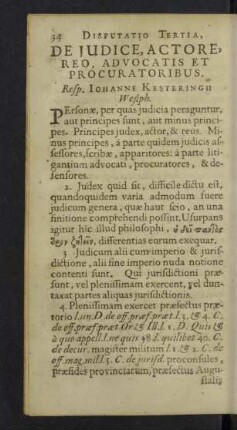 34 DISPUTATIO TERTIA,
DE JUDICE, ACTORE,
REO, ADVOCATIS ET
PROCURATORIBUS.
Resp. IOHANNE KESTERINGII
Westph.
PErsonæ, per quas judicia peraguntur,
aut principes sunt, aut minus princi-
pes. Principes judex, actor, & reus. Mi-
nus principes, à parte quidem judicis as-
sessores, scribæ, apparitores: à parte liti-
gantium advocati, procuratores, & de-
fensores.
2. Judex quid sit, difficile dictu est,
quandoquidem varia admodum fuere
judicum genera, quæ haut scio, an una
finitione comprehendi possint. Usurpans
igitur hic illud philosophi,
differentias eorum exequar.
3 Judicum alii cum imperio & juris-
dictione, alii sine imperio nuda notione
contenti sunt. Qui jurisdictioni præ-
sunt, vel plenissimam exercent, vel dun-
taxat partes aliquas jurisdictionis.
4. Plenissimam exercet præfectus præ-
torio l.un. D. de off. præf. præt. l.3. & 4. C.
de off. præf. præt. Or. & Ill. l. 1. D. Quis &
à quo appell. l. ne quis 48. l. quilibet 40. C.
de decur. magister militum l. 1. & 2. C. de
off. mag. mil. l. 5. C. de jurisd. proconsules,
præsides provinciarum, præfectus Augu-
stalis